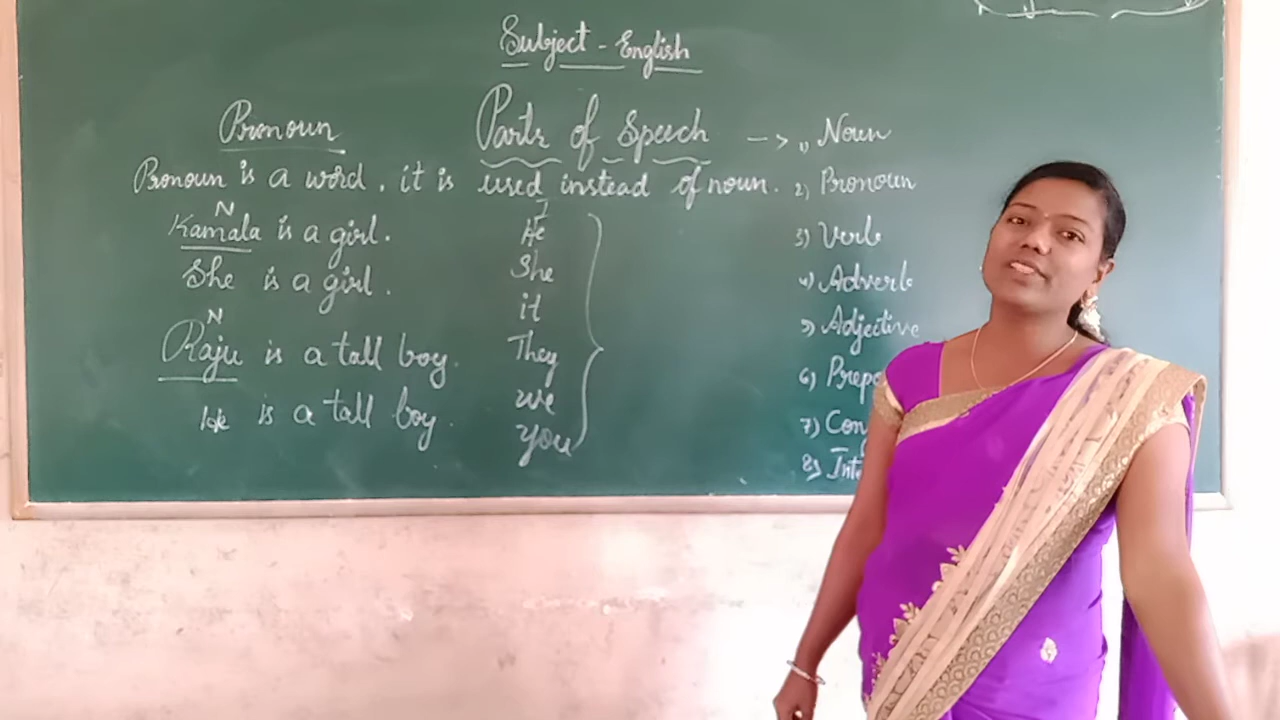 Subject - English
Parts of Speech -> 1) Noun
2) Pronoun
3) Verb
4) Adverb
5) Adjective
6) Prepo
7) Con
8) Inte
Pronoun
Pronoun is a word. it is used instead of noun.
N
Kamala is a girl.
She is a girl.
N
Raju is a tall boy.
He is a tall boy.
I
He
She
it
They
we
you